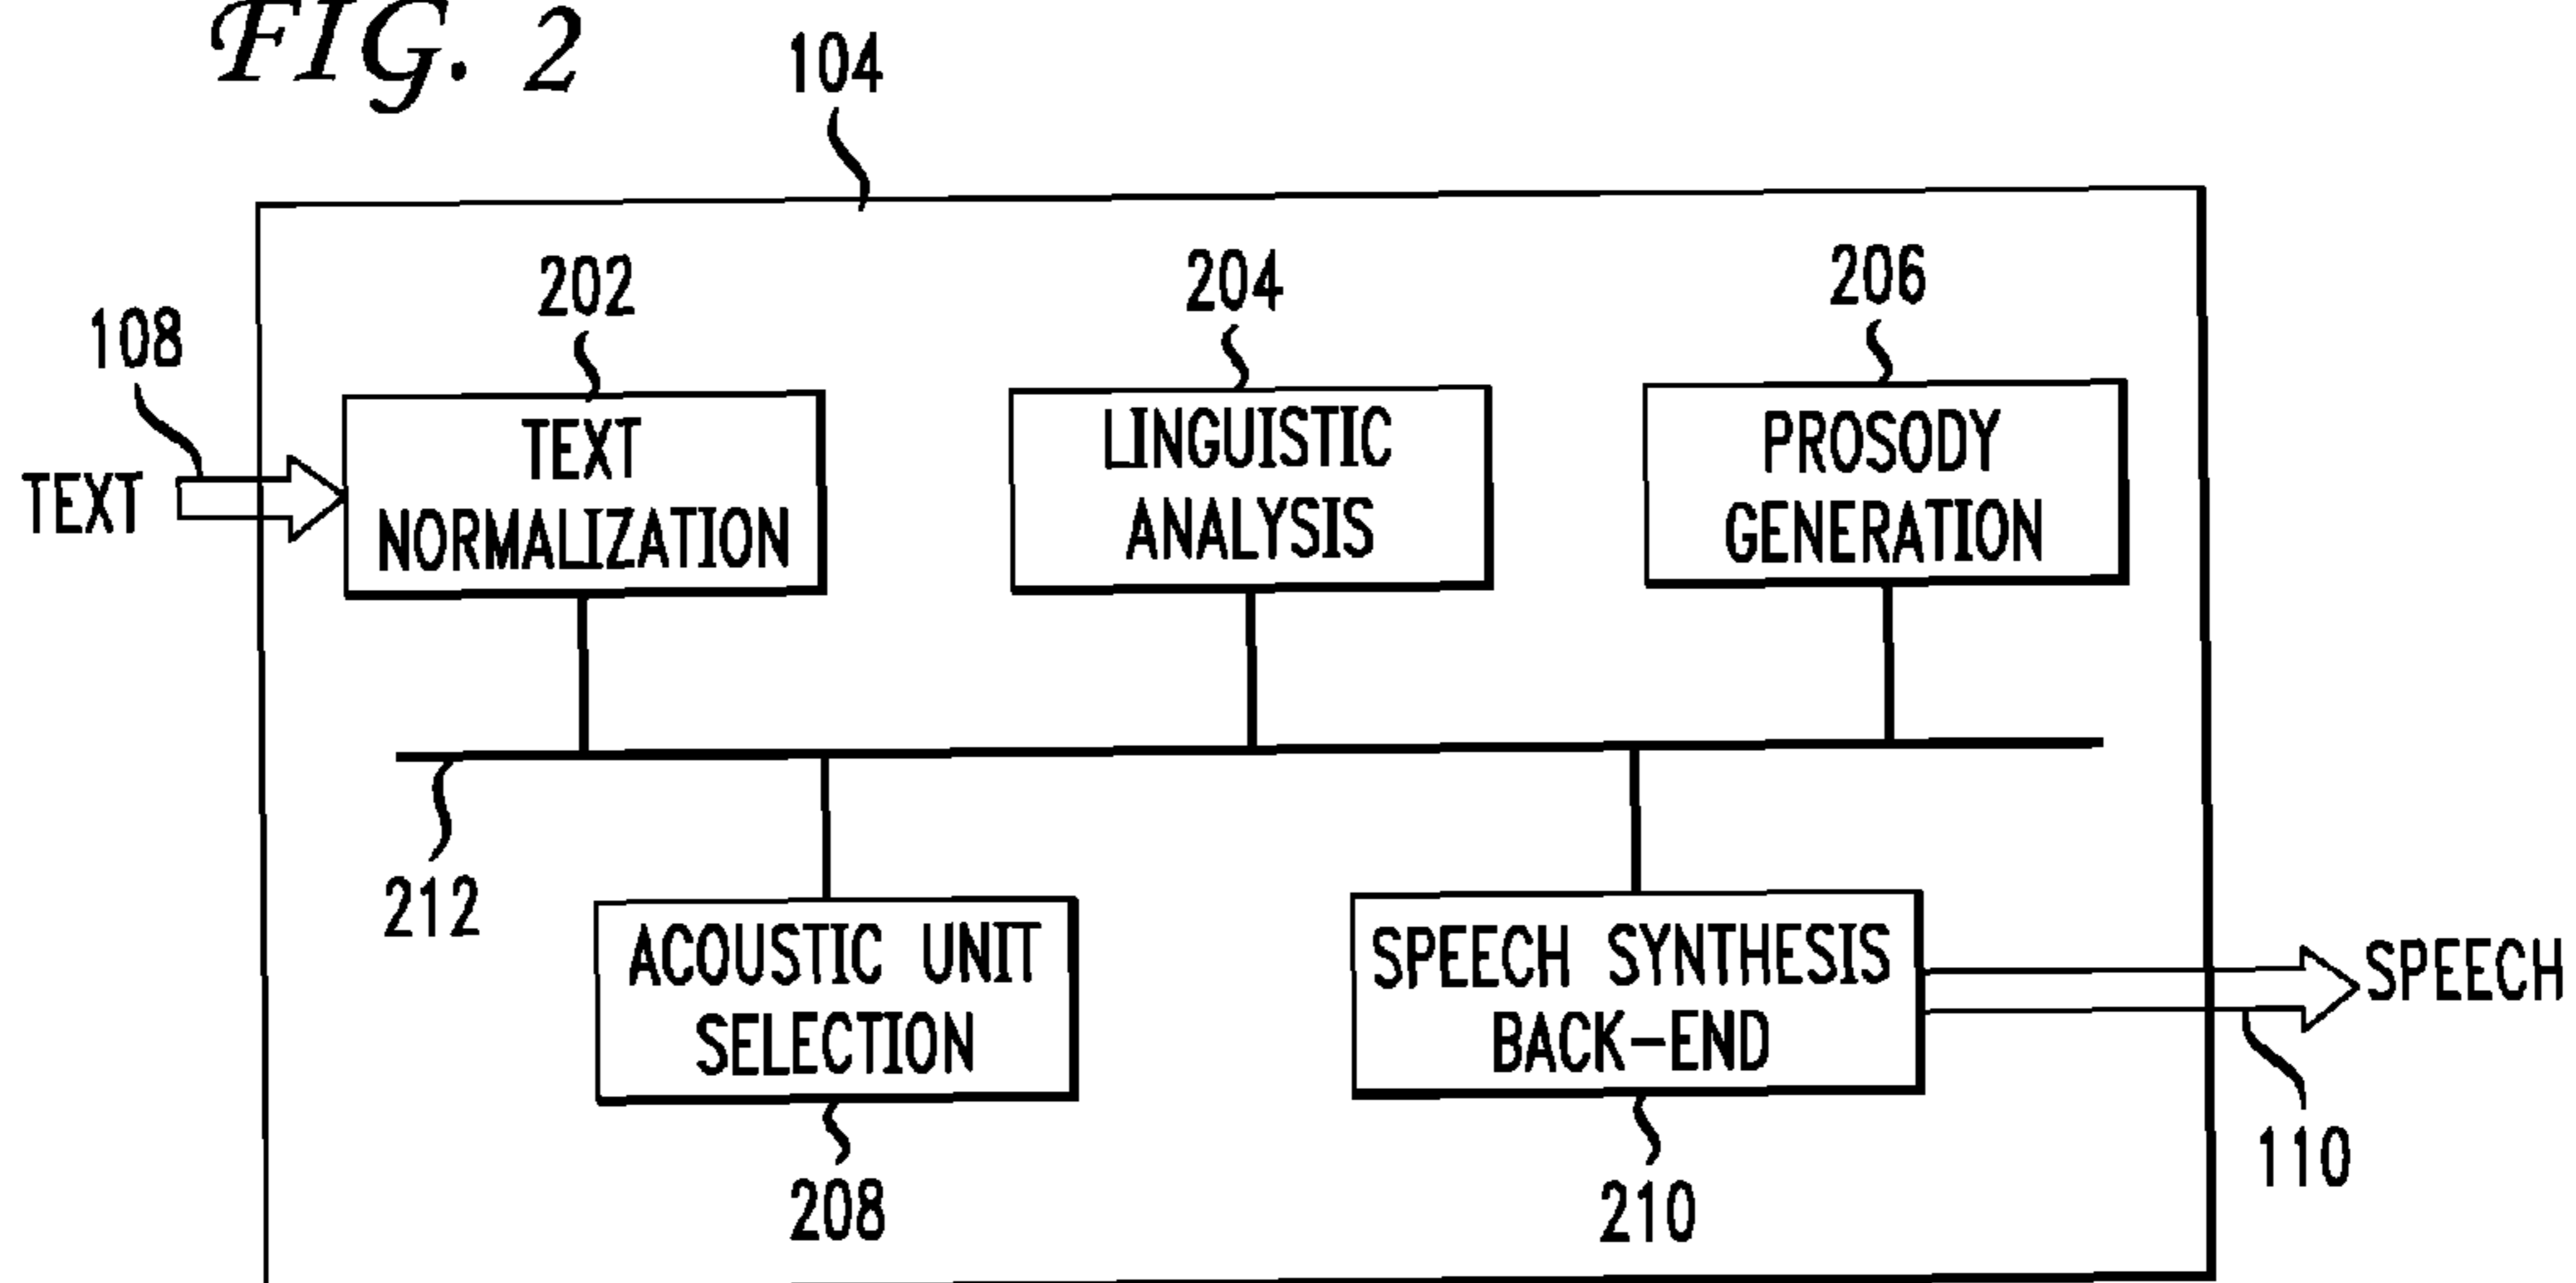 FIG. 2
104
202
204
206
108
TEXT
TEXT
NORMALIZATION
LINGUISTIC
ANALYSIS
PROSODY
GENERATION
212
ACOUSTIC UNIT
SELECTION
SPEECH SYNTHESIS
BACK-END
SPEECH
110
208
210